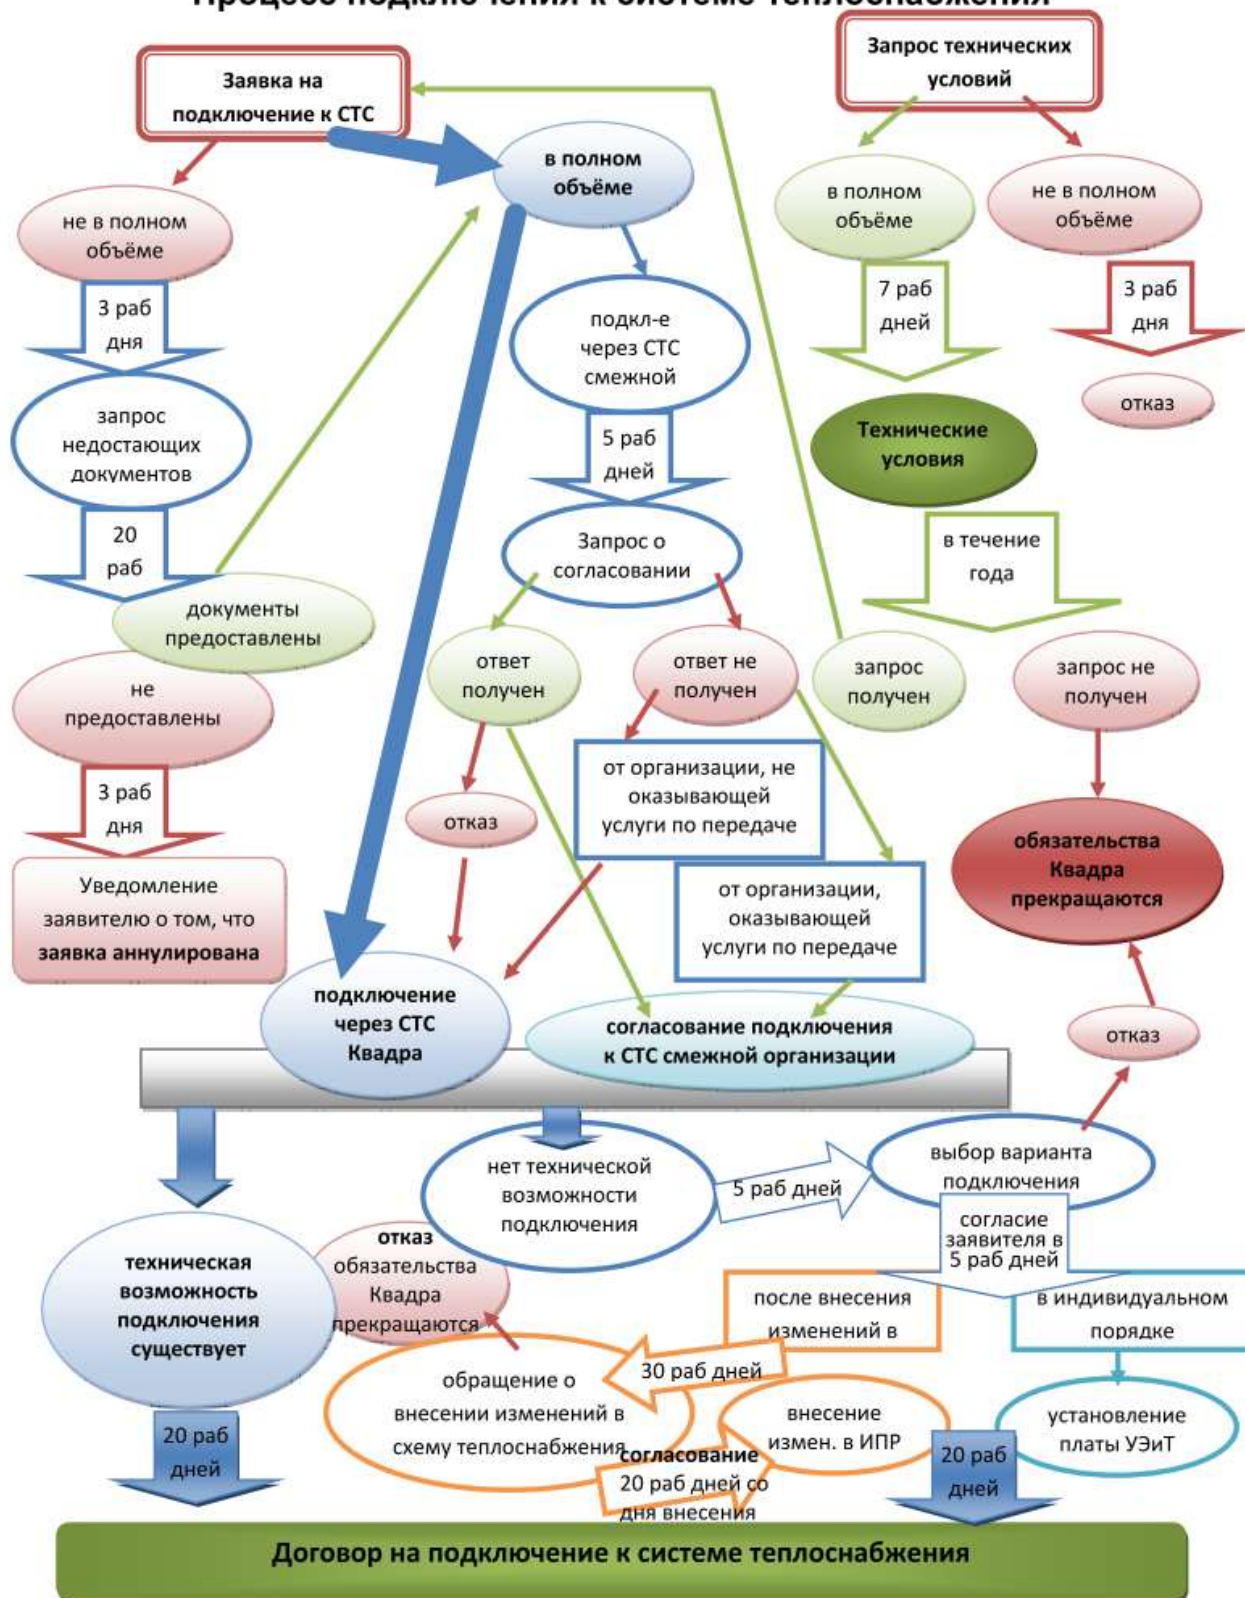 Процесс подключения к системе теплоснабжения
Заявка на
подключение к СТС
Запрос технических
условий
в полном
объёме
не в полном
объёме
в полном
объёме
не в полном
объёме
3 раб
дня
подкл-е
через СТС
смежной
7 раб
дней
3 раб
дня
запрос
недостающих
документов
5 раб
дней
Технические
условия
отказ
20
раб
Запрос о
согласовании
в течение
года
документы
предоставлены
не
предоставлены
ответ
получен
ответ не
получен
запрос
получен
запрос не
получен
3 раб
дня
отказ
от организации, не
оказывающей
услуги по передаче
обязательства
Квадра
прекращаются
Уведомление
заявителю о том, что
заявка аннулирована
от организации,
оказывающей
услуги по передаче
подключение
через СТС
Квадра
согласование подключения
к СТС смежной организации
отказ
нет технической
возможности
подключения
5 раб дней
выбор варианта
подключения
согласие
заявителя в
5 раб дней
техническая
возможность
подключения
существует
отказ
обязательства
Квадра
прекращаются
после внесения
изменений в
в индивидуальном
порядке
30 раб дней
обращение о
внесении изменений в
схему теплоснабжения
внесение
измен. в ИПР
установление
платы УЭиТ
20 раб
дней
согласование
20 раб дней со
дня внесения
20 раб
дней
Договор на подключение к системе теплоснабжения